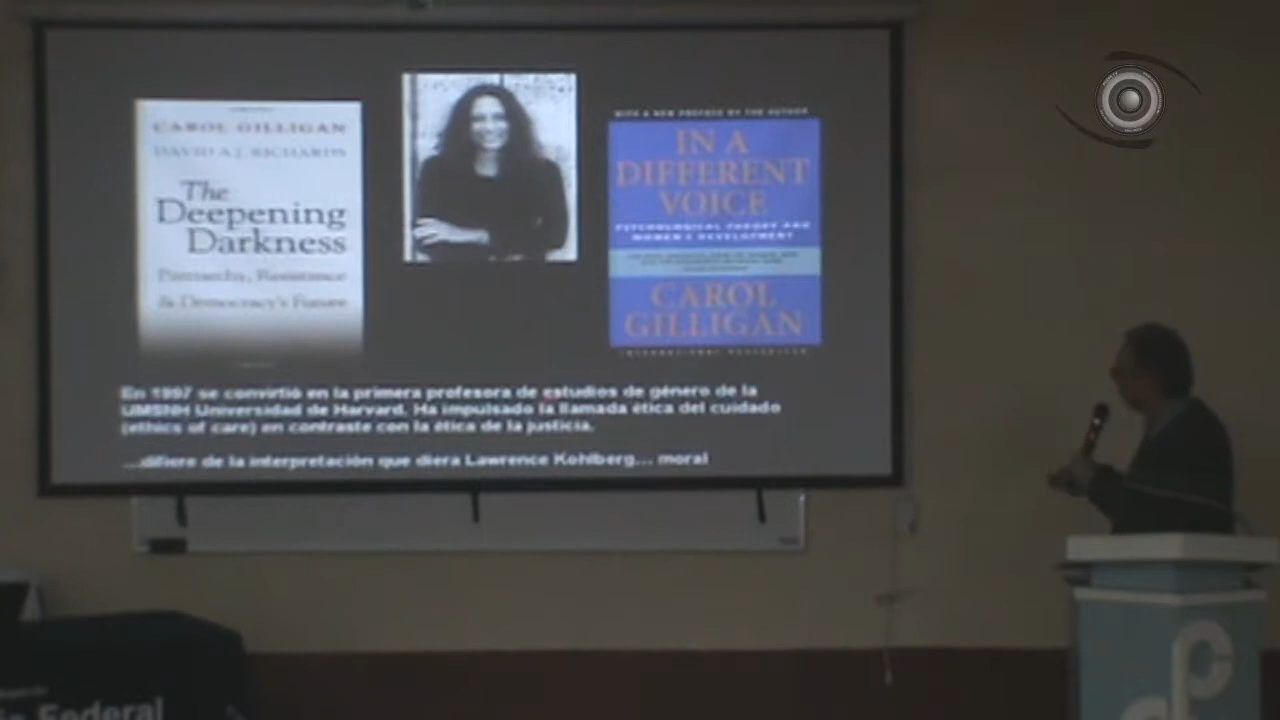 CAROL GILLIGAN
DAVID A.J. RICHARDS
The
Deepening
Darkness
Patriarchy, Resistance
& Democracy's Future
WITH A NEW PREFACE BY THE AUTHOR
IN A
DIFFERENT
VOICE
PSYCHOLOGICAL THEORY AND
WOMEN'S DEVELOPMENT
CAROL
GILLIGAN
INTERNATIONAL BESTSELLER
En 1997 se convirtió en la primera profesora de estudios de género de la
UMSNH Universidad de Harvard. Ha impulsado la llamada ética del cuidado
(ethics of care) en contraste con la ética de la justicia.
...difiere de la interpretación que diera Lawrence Kohlberg... moral
Federal